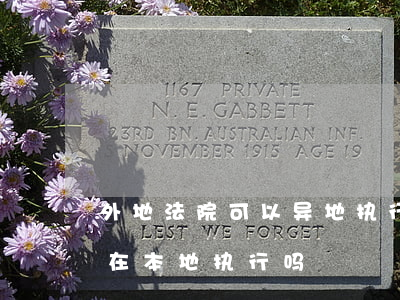 1167 PRIVATE
N. E. GABBETT
23RD BN. AUSTRALIAN INF.
NOVEMBER 1915 AGE 19
外地法院可以异地执行
LEST WE FORGET
在本地执行吗